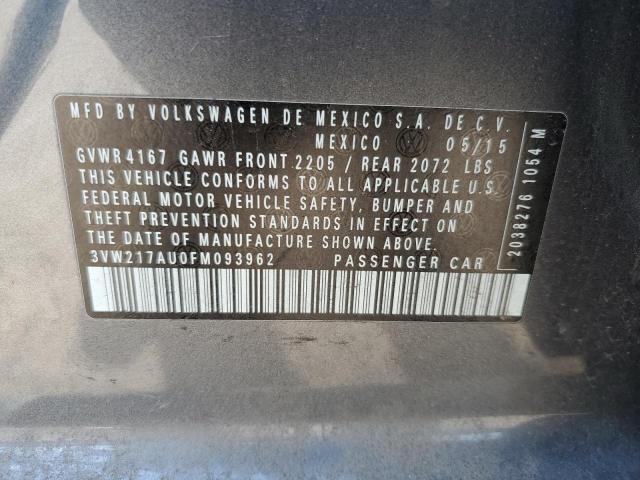 MFD BY VOLKSWAGEN DE MEXICO S.A. DE C.V.
MEXICO 05/15
GVWR 4167 GAWR FRONT 2205 / REAR 2072 LBS
THIS VEHICLE CONFORMS TO ALL APPLICABLE U.S.
FEDERAL MOTOR VEHICLE SAFETY, BUMPER AND
THEFT PREVENTION STANDARDS IN EFFECT ON
THE DATE OF MANUFACTURE SHOWN ABOVE.
3VW217AU0FM093962 PASSENGER CAR
2038276 1054 M